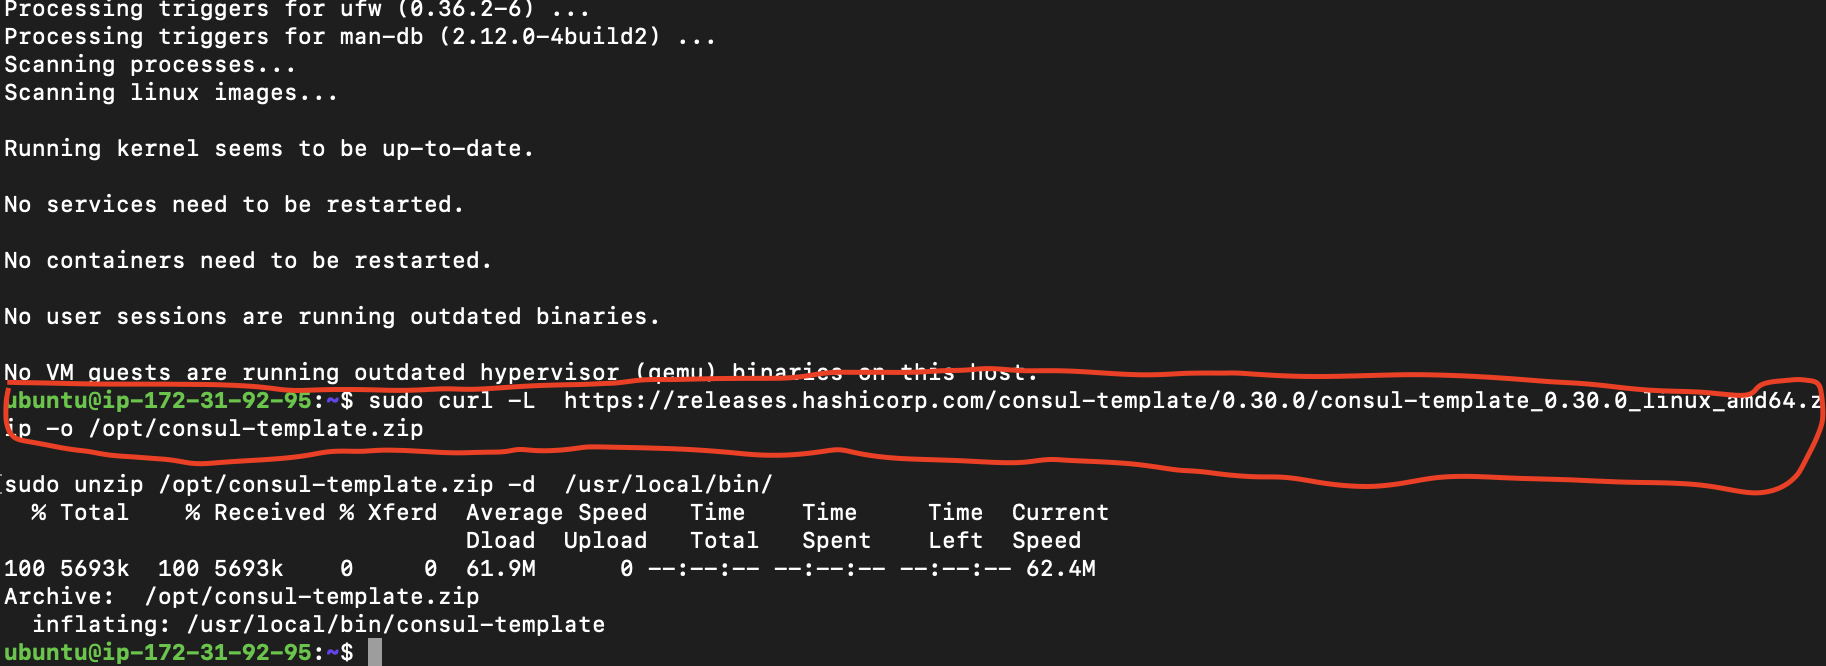 Processing triggers for ufw (0.36.2-6) ...
Processing triggers for man-db (2.12.0-4build2) ...
Scanning processes...
Scanning linux images...
Running kernel seems to be up-to-date.
No services need to be restarted.
No containers need to be restarted.
No user sessions are running outdated binaries.
No VM guests are running outdated hypervisor (qemu) binaries on this host.
ubuntu@ip-172-31-92-95:~$ sudo curl -L  https://releases.hashicorp.com/consul-template/0.30.0/consul-template_0.30.0_linux_amd64.z
ip -o /opt/consul-template.zip
sudo unzip /opt/consul-template.zip -d  /usr/local/bin/
  % Total    % Received % Xferd  Average Speed   Time    Time     Time  Current
                                 Dload  Upload   Total   Spent    Left  Speed
100 5693k  100 5693k    0     0  61.9M      0 --:--:-- --:--:-- --:--:-- 62.4M
Archive:  /opt/consul-template.zip
  inflating: /usr/local/bin/consul-template
ubuntu@ip-172-31-92-95:~$